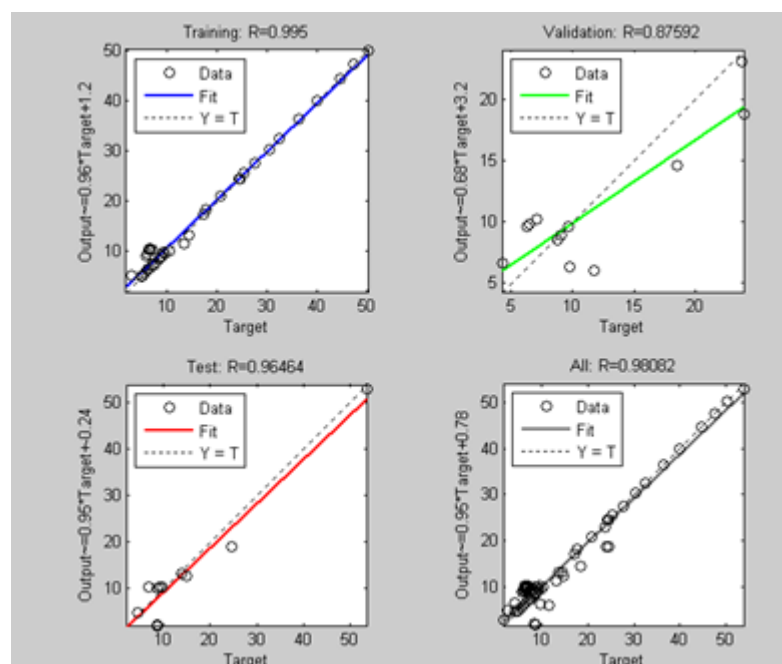 Training: R=0.995
Output~=0.96*Target+1.2
Data
Fit
Y = T
50
40
30
20
10
10 20 30 40 50
Target
Validation: R=0.87592
Output~=0.68*Target+3.2
Data
Fit
Y = T
20
15
10
5
5 10 15 20
Target
Test: R=0.96464
Output~=0.95*Target+-0.24
Data
Fit
Y = T
50
40
30
20
10
10 20 30 40 50
Target
All: R=0.98082
Output~=0.95*Target+0.78
Data
Fit
Y = T
50
40
30
20
10
10 20 30 40 50
Target